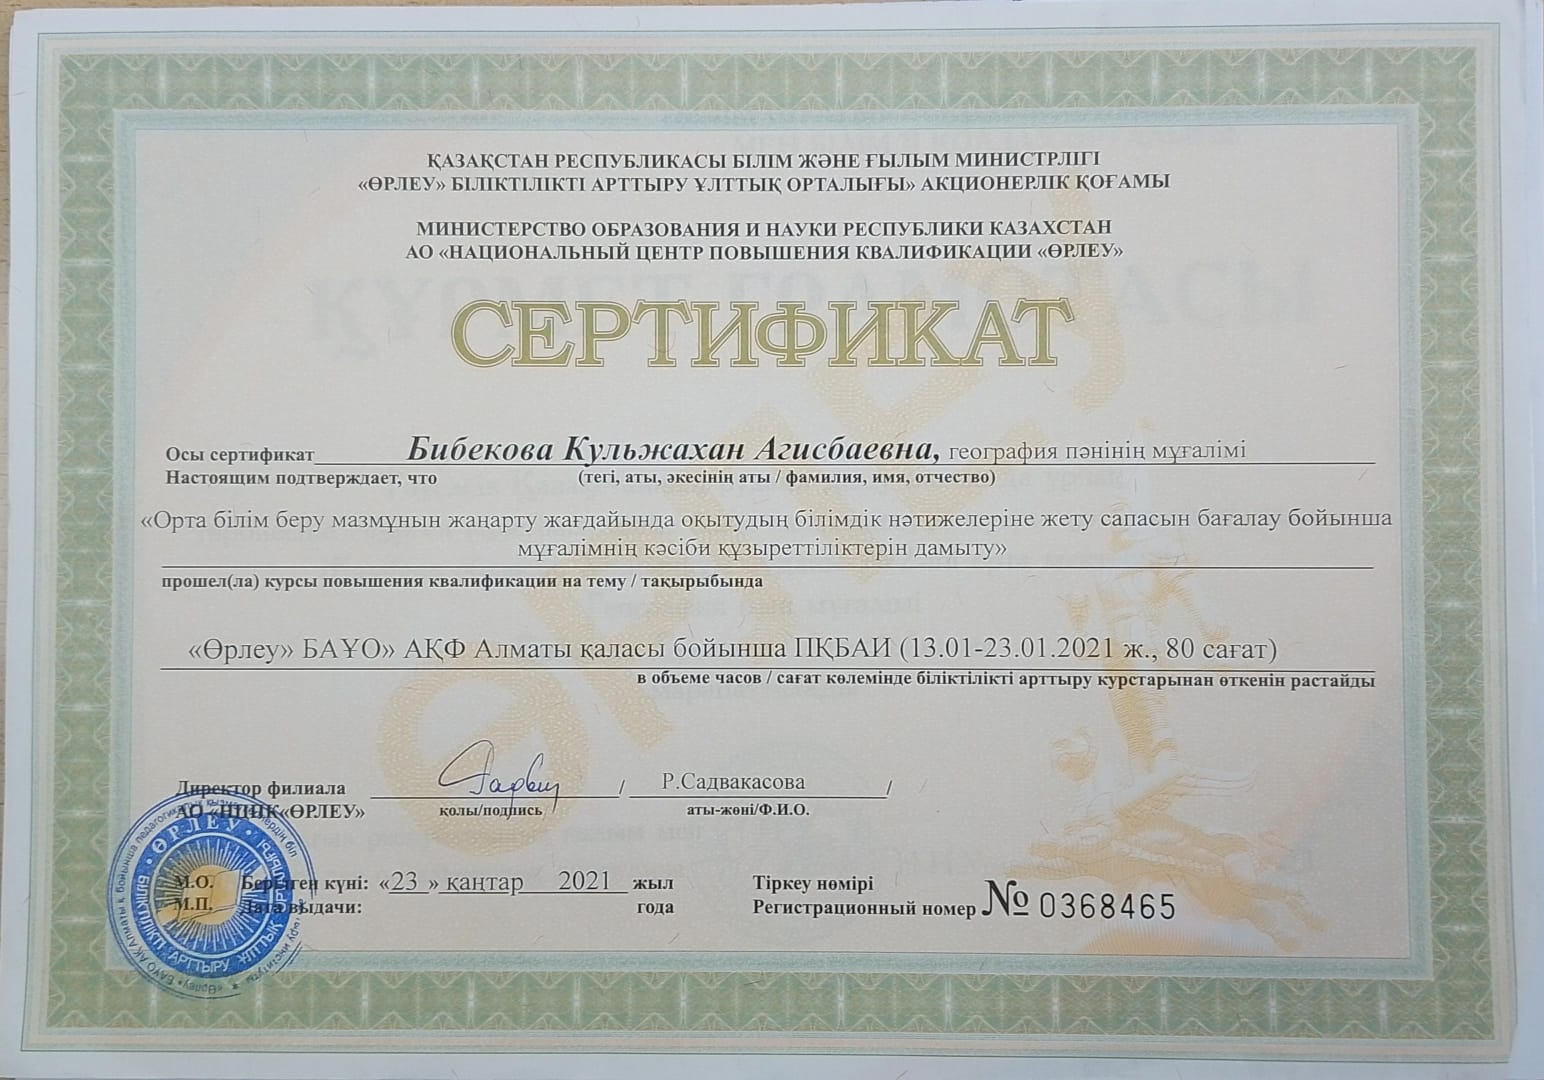 ҚАЗАҚСТАН РЕСПУБЛИКАСЫ БІЛІМ ЖӘНЕ ҒЫЛЫМ МИНИСТРЛІГІ
«ӨРЛЕУ» БІЛІКТІЛІКТІ АРТТЫРУ ҰЛТТЫҚ ОРТАЛЫҒЫ» АКЦИОНЕРЛІК ҚОҒАМЫ
МИНИСТЕРСТВО ОБРАЗОВАНИЯ И НАУКИ РЕСПУБЛИКИ КАЗАХСТАН
АО «НАЦИОНАЛЬНЫЙ ЦЕНТР ПОВЫШЕНИЯ КВАЛИФИКАЦИИ «ӨРЛЕУ»
СЕРТИФИКАТ
Осы сертификат Бибекова Кульжахан Агисбаевна, география пәнінің мұғалімі
Настоящим подтверждает, что (тегі, аты, әкесінің аты / фамилия, имя, отчество)
«Орта білім беру мазмұнын жаңарту жағдайында оқытудың білімдік нәтижелеріне жету сапасын бағалау бойынша
мұғалімнің кәсіби құзыреттіліктерін дамыту»
прошел(ла) курсы повышения квалификации на тему / тақырыбында
«Өрлеу» БАҰО» АҚФ Алматы қаласы бойынша ПҚБАИ (13.01-23.01.2021 ж., 80 сағат)
в объеме часов / сағат көлемінде біліктілікті арттыру курстарынан өткенін растайды
Директор филиала / Р.Садвакасова /
АО «НЦПК«ӨРЛЕУ» қолы/подпись аты-жөні/Ф.И.О.
ӨРЛЕУ
БІЛІКТІЛІКТІ АРТТЫРУ ҰЛТТЫҚ
М.О. Берілген күні: «23 » қаңтар 2021 жыл Тіркеу нөмірі
М.П. Дата выдачи: года Регистрационный номер № 0368465